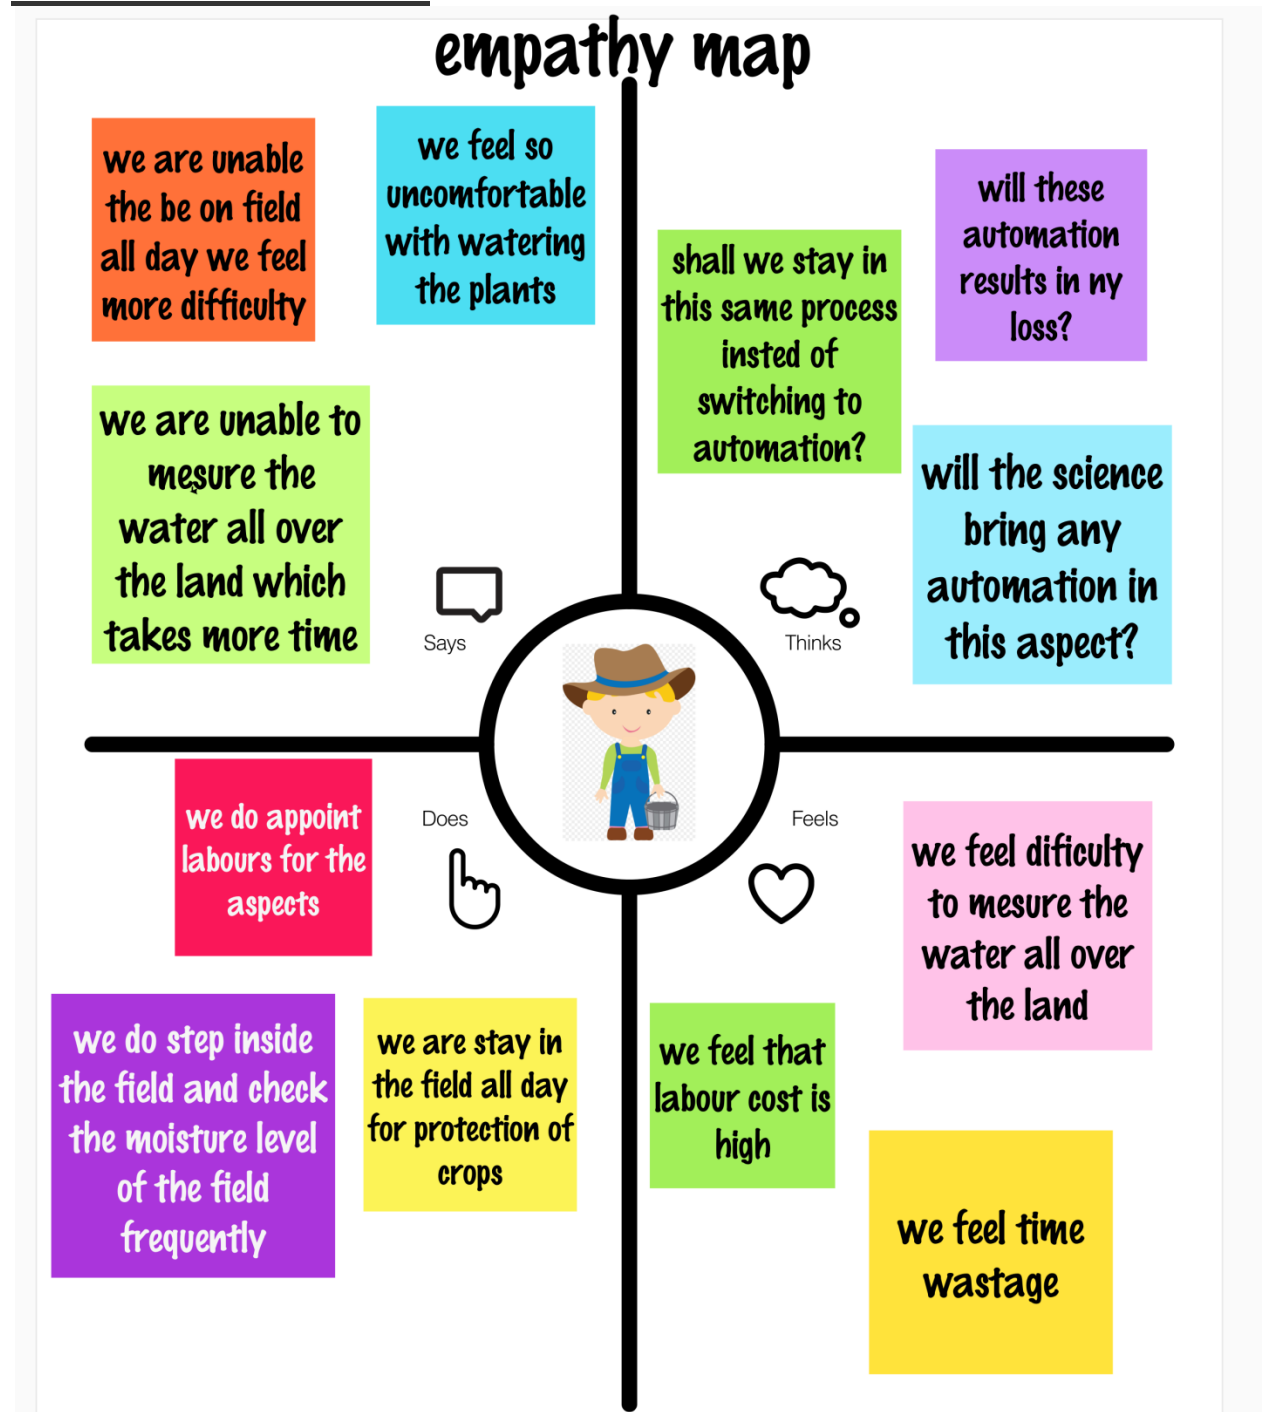 empathy map
we are unable
the be on field
all day we feel
more difficulty
we feel so
uncomfortable
with watering
the plants
we are unable to
mesure the
water all over
the land which
takes more time
Says
shall we stay in
this same process
insted of
switching to
automation?
will these
automation
results in ny
loss?
will the science
bring any
automation in
this aspect?
Thinks
we do appoint
labours for the
aspects
Does
we do step inside
the field and check
the moisture level
of the field
frequently
we are stay in
the field all day
for protection of
crops
Feels
we feel dificulty
to mesure the
water all over
the land
we feel that
labour cost is
high
we feel time
wastage